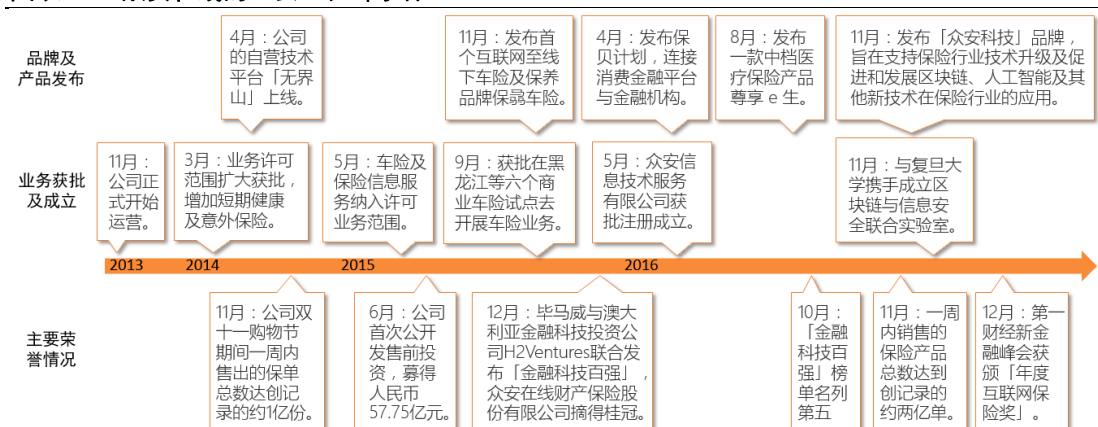 品牌及
产品发布
4月：公司
的自营技术
平台「无界
山」上线。
11月：发布首
个互联网至线
下车险及保养
品牌保骉车险。
4月：发布保
贝计划，连接
消费金融平台
与金融机构。
8月：发布
一款中档医
疗保险产品
尊享 e 生。
11月：发布「众安科技」品牌，
旨在支持保险行业技术升级及促
进和发展区块链、人工智能及其
他新技术在保险行业的应用。
业务获批
及成立
11月：
公司正
式开始
运营。
3月：业务许可
范围扩大获批，
增加短期健康
及意外保险。
5月：车险及
保险信息服
务纳入许可
业务范围。
9月：获批在黑
龙江等六个商
业车险试点去
开展车险业务。
5月：众安信
息技术服务
有限公司获
批注册成立。
11月：与复旦大
学携手成立区
块链与信息安
全联合实验室。
2013
2014
2015
2016
主要荣
誉情况
11月：公司双
十一购物节
期间一周内
售出的保单
总数达创记
录的约1亿份。
6月：公司
首次公开
发售前投
资，募得
人民币
57.75亿元。
12月：毕马威与澳大
利亚金融科技投资公
司H2Ventures联合发
布「金融科技百强」，
众安在线财产保险股
份有限公司摘得桂冠。
10月：
「金融
科技百
强」榜
单名列
第五
11月：一周
内销售的
保险产品
总数达到
创记录的
约两亿单。
12月：第一
财经新金
融峰会获
颁「年度
互联网保
险奖」。